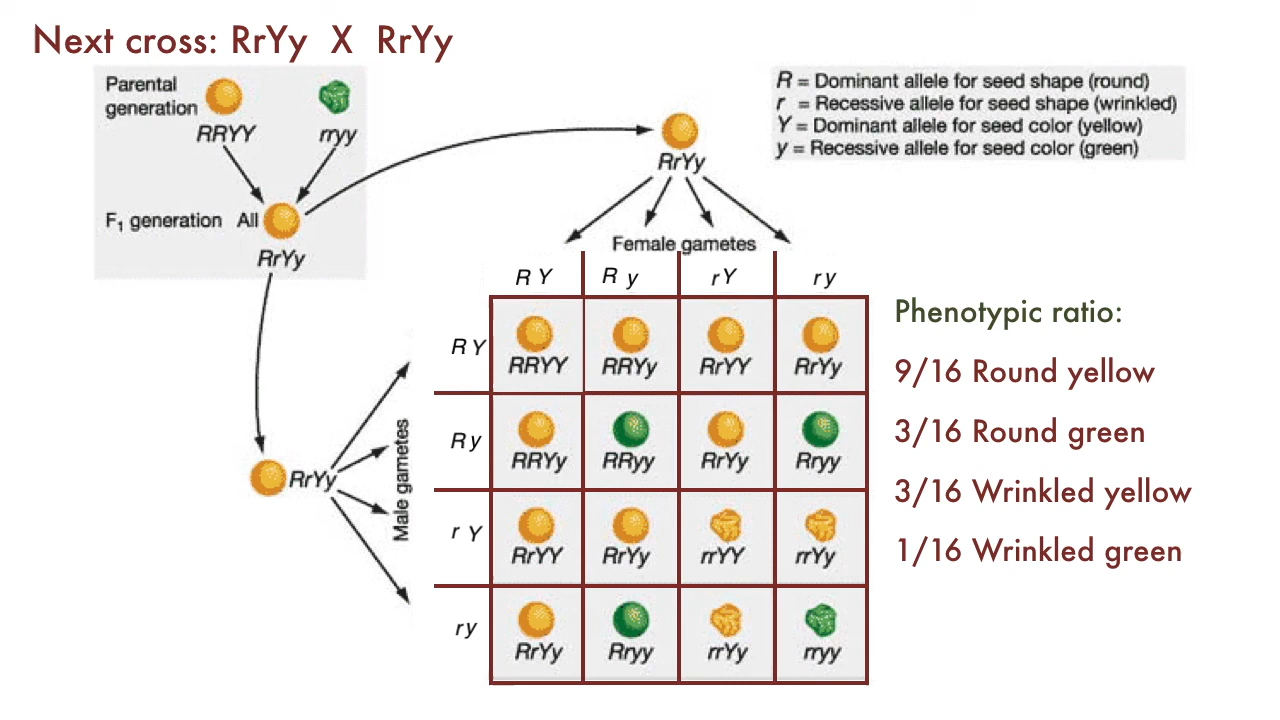 Next cross: RrYy X RrYy
Parental
generation
RRYY
rryy
F1 generation All
RrYy
RrYy
R = Dominant allele for seed shape (round)
r = Recessive allele for seed shape (wrinkled)
Y = Dominant allele for seed color (yellow)
y = Recessive allele for seed color (green)
Female gametes
R Y R y r Y r y
R Y
RRYY RRYy RrYY RrYy
R y
RRYy RRyy RrYy Rryy
r Y
RrYY RrYy rrYY rrYy
r y
RrYy Rryy rrYy rryy
RrYy
Male gametes
Phenotypic ratio:
9/16 Round yellow
3/16 Round green
3/16 Wrinkled yellow
1/16 Wrinkled green